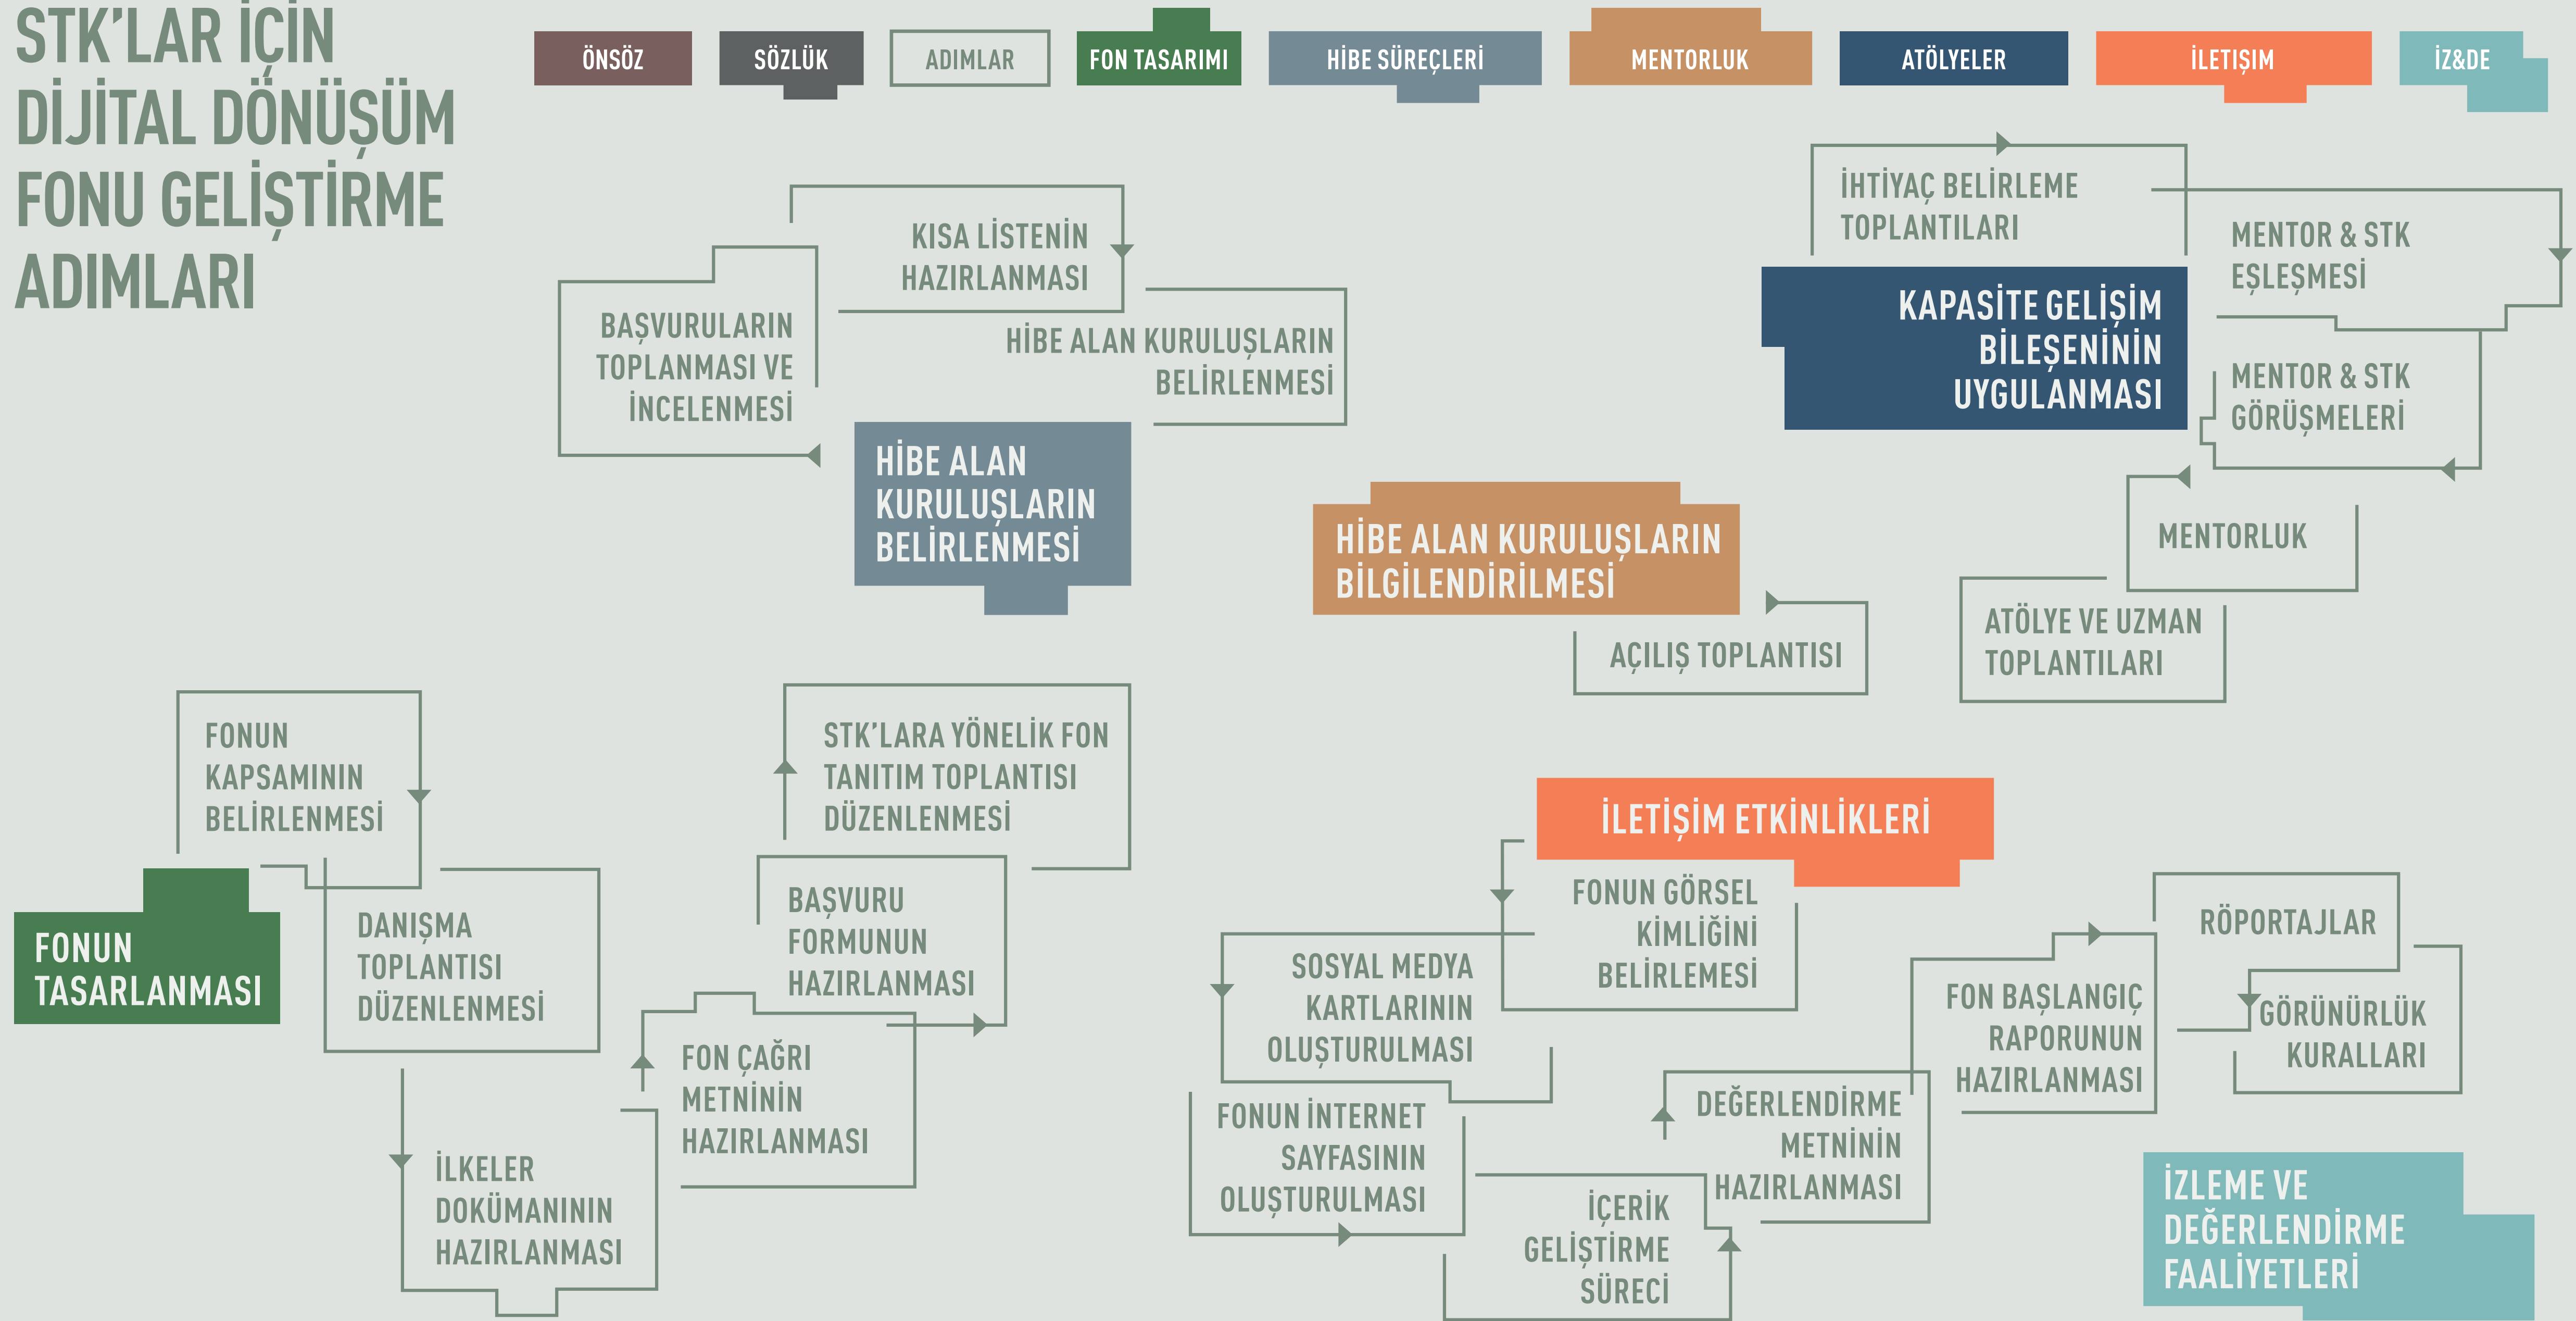 STK'LAR İÇİN
DİJİTAL DÖNÜŞÜM
FONU GELİŞTİRME
ADIMLARI
ÖNSÖZ
SÖZLÜK
ADIMLAR
FON TASARIMI
HİBE SÜREÇLERİ
MENTORLUK
ATÖLYELER
İLETIŞIM
İZ&DE
FONUN
TASARLANMASI
FONUN
KAPSAMININ
BELİRLENMESİ
DANIŞMA
TOPLANTISI
DÜZENLENMESİ
İLKELER
DOKÜMANININ
HAZIRLANMASI
FON ÇAĞRI
METNİNİN
HAZIRLANMASI
BAŞVURU
FORMUNUN
HAZIRLANMASI
STK'LARA YÖNELİK FON
TANITIM TOPLANTISI
DÜZENLENMESİ
BAŞVURULARIN
TOPLANMASI VE
İNCELENMESİ
KISA LİSTENİN
HAZIRLANMASI
HİBE ALAN KURULUŞLARIN
BELİRLENMESİ
HİBE ALAN
KURULUŞLARIN
BELİRLENMESİ
HİBE ALAN KURULUŞLARIN
BİLGİLENDİRİLMESİ
AÇILIŞ TOPLANTISI
İHTİYAÇ BELİRLEME
TOPLANTILARI
KAPASİTE GELİŞİM
BİLEŞENİNİN
UYGULANMASI
MENTOR & STK
EŞLEŞMESİ
MENTOR & STK
GÖRÜŞMELERİ
MENTORLUK
ATÖLYE VE UZMAN
TOPLANTILARI
İLETİŞİM ETKİNLİKLERİ
FONUN GÖRSEL
KİMLİĞİNİ
BELİRLEMESİ
SOSYAL MEDYA
KARTLARININ
OLUŞTURULMASI
FONUN İNTERNET
SAYFASININ
OLUŞTURULMASI
İÇERİK
GELİŞTİRME
SÜRECİ
DEĞERLENDİRME
METNİNİN
HAZIRLANMASI
FON BAŞLANGIÇ
RAPORUNUN
HAZIRLANMASI
RÖPORTAJLAR
GÖRÜNÜRLÜK
KURALLARI
İZLEME VE
DEĞERLENDİRME
FAALİYETLERİ